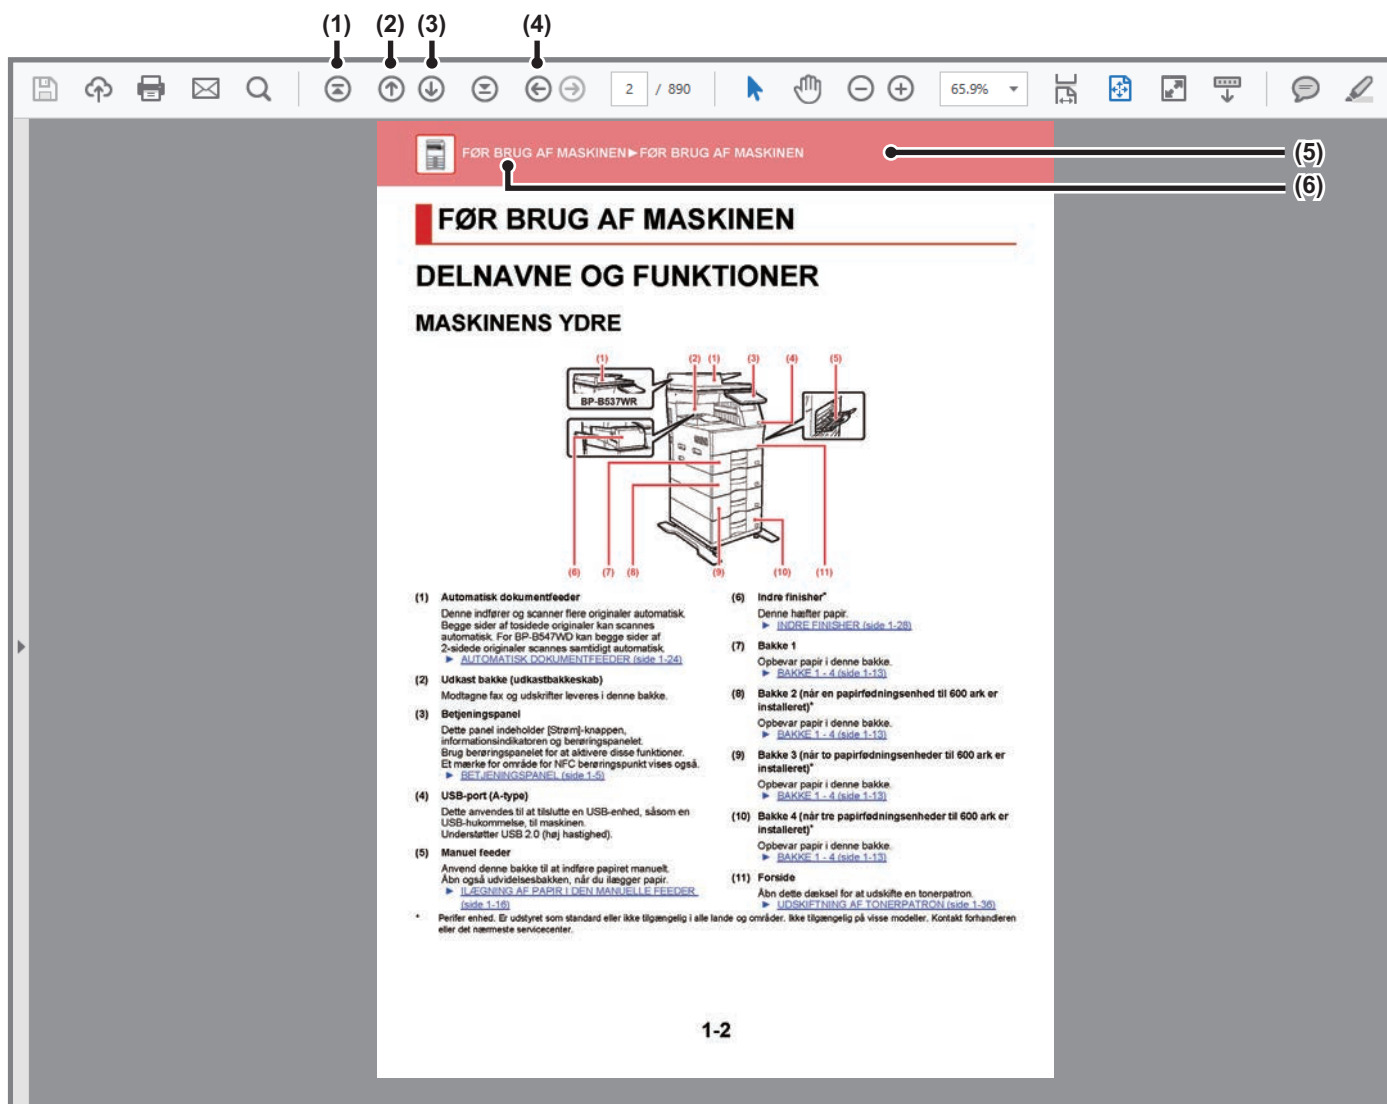 (1) (2) (3) (4)
2 / 890 65.9%
FØR BRUG AF MASKINEN►FØR BRUG AF MASKINEN
(5)
(6)
FØR BRUG AF MASKINEN
DELNAVNE OG FUNKTIONER
MASKINENS YDRE
(1) (2) (1) (3) (4) (5)
BP-B537WR
(6) (7) (8) (9) (10) (11)
(1) Automatisk dokumentfeeder
Denne indfører og scanner flere originaler automatisk.
Begge sider af tosidede originaler kan scannes
automatisk. For BP-B547WD kan begge sider af
2-sidede originaler scannes samtidigt automatisk.
► AUTOMATISK DOKUMENTFEEDER (side 1-24)
(2) Udkast bakke (udkastbakkeskab)
Modtagne fax og udskrifter leveres i denne bakke.
(3) Betjeningspanel
Dette panel indeholder [Strøm]-knappen,
informationsindikatoren og berøringspanelet.
Brug berøringspanelet for at aktivere disse funktioner.
Et mærke for område for NFC berøringspunkt vises også.
► BETJENINGSPANEL (side 1-5)
(4) USB-port (A-type)
Dette anvendes til at tilslutte en USB-enhed, såsom en
USB-hukommelse, til maskinen.
Understøtter USB 2.0 (høj hastighed).
(5) Manuel feeder
Anvend denne bakke til at indføre papiret manuelt.
Åbn også udvidelsesbakken, når du ilægger papir.
► ILÆGNING AF PAPIR I DEN MANUELLE FEEDER
(side 1-16)
(6) Indre finisher*
Denne hæfter papir.
► INDRE FINISHER (side 1-28)
(7) Bakke 1
Opbevar papir i denne bakke.
► BAKKE 1 - 4 (side 1-13)
(8) Bakke 2 (når en papirfødningsenhed til 600 ark er
installeret)*
Opbevar papir i denne bakke.
► BAKKE 1 - 4 (side 1-13)
(9) Bakke 3 (når to papirfødningsenheder til 600 ark er
installeret)*
Opbevar papir i denne bakke.
► BAKKE 1 - 4 (side 1-13)
(10) Bakke 4 (når tre papirfødningsenheder til 600 ark er
installeret)*
Opbevar papir i denne bakke.
► BAKKE 1 - 4 (side 1-13)
(11) Forside
Åbn dette dæksel for at udskifte en tonerpatron.
► UDSKIFTNING AF TONERPATRON (side 1-36)
* Perifer enhed. Er udstyret som standard eller ikke tilgængelig i alle lande og områder. Ikke tilgængelig på visse modeller. Kontakt forhandleren
eller det nærmeste servicecenter.
1-2